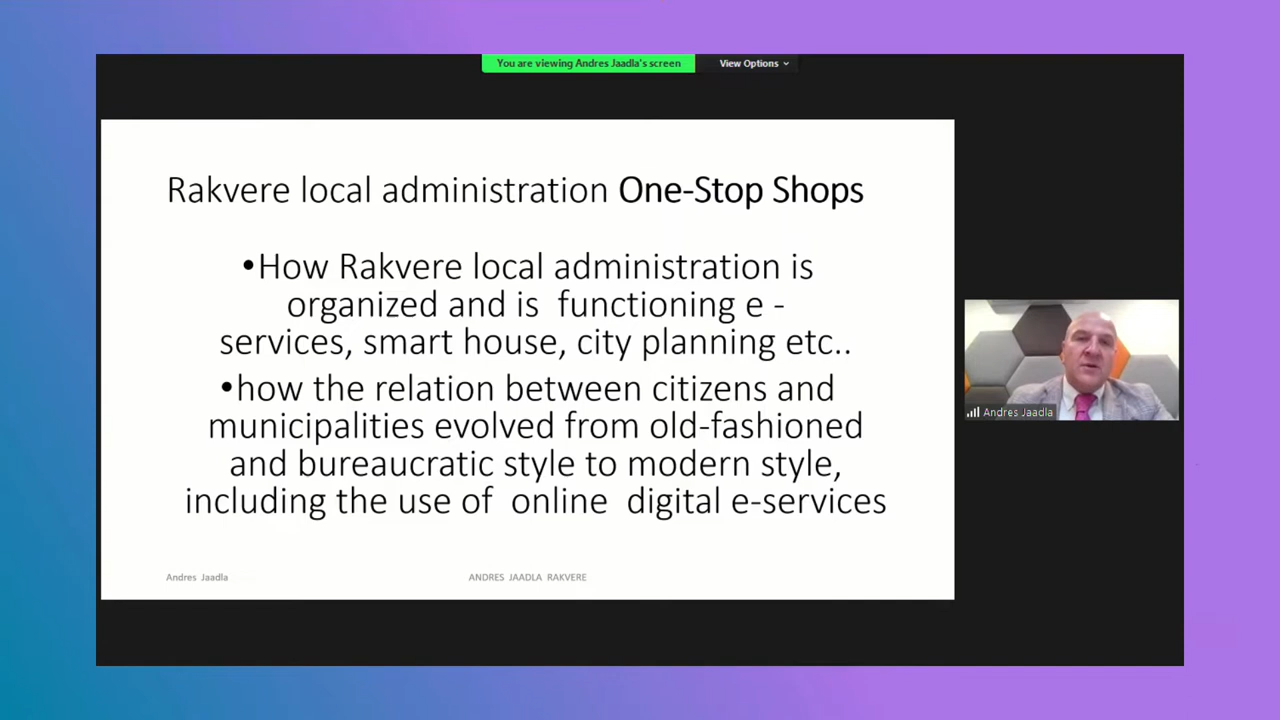 You are viewing Andres Jaadla's screen
View Options
Rakvere local administration One-Stop Shops
•How Rakvere local administration is
organized and is functioning e -
services, smart house, city planning etc..
•how the relation between citizens and
municipalities evolved from old-fashioned
and bureaucratic style to modern style,
including the use of online digital e-services
Andres Jaadla
Andres Jaadla
ANDRES JAADLA RAKVERE